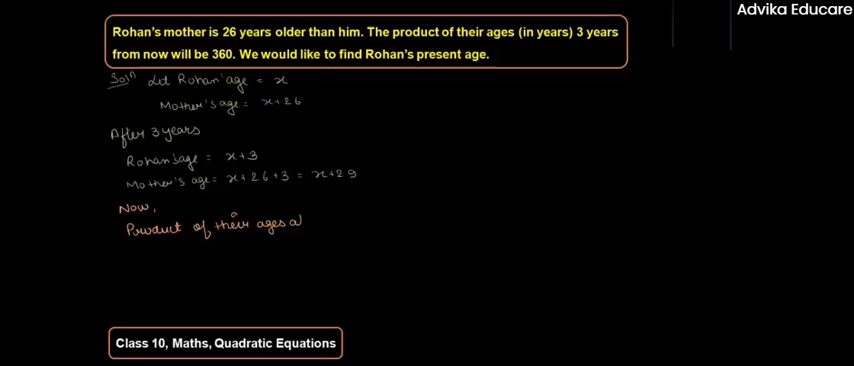 Advika Educare
Rohan's mother is 26 years older than him. The product of their ages (in years) 3 years
from now will be 360. We would like to find Rohan's present age.
Soln Let Rohan' age = x
Mother's age = x+26
After 3 years
Rohan's age = x+3
Mother's age = x+26+3 = x+29
Now,
Product of their ages a
Class 10, Maths, Quadratic Equations